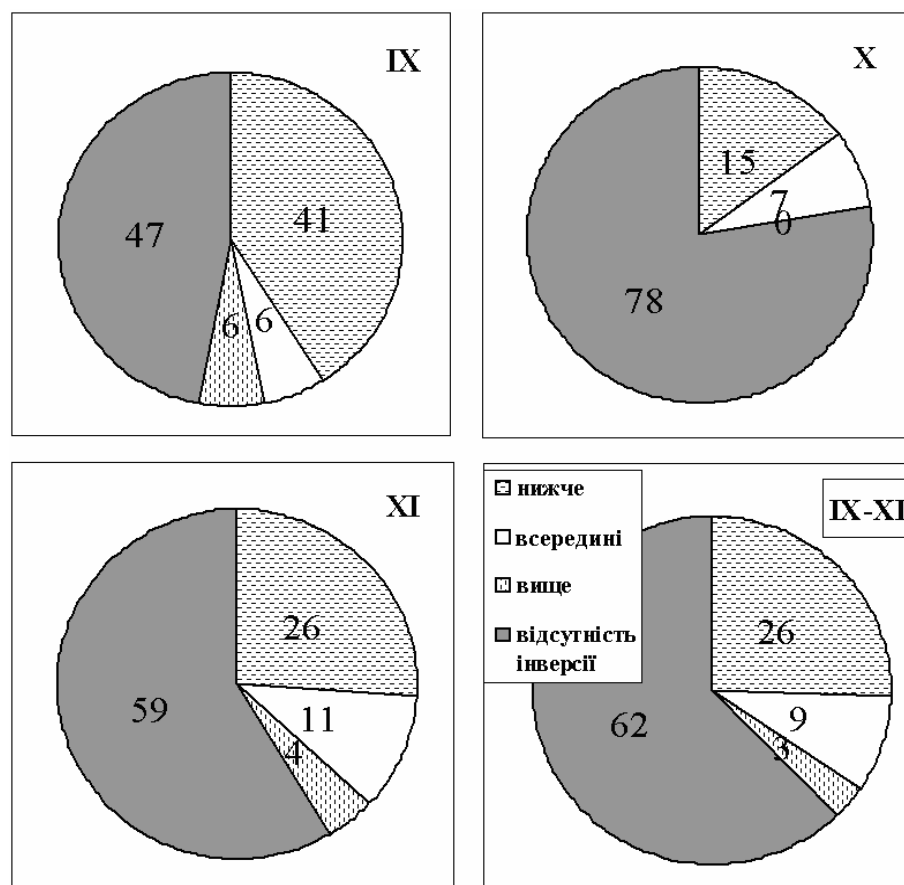 IX
47
41
6
6
X
15
7
0
78
XI
26
59
11
4
нижче
всередині
вище
відсутність
інверсії
IX-XI
26
62
9
3